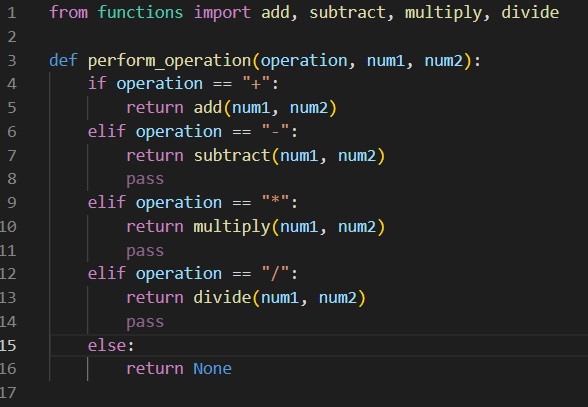 1 from functions import add, subtract, multiply, divide
2
3 def perform_operation(operation, num1, num2):
4     if operation == "+":
5         return add(num1, num2)
6     elif operation == "-":
7         return subtract(num1, num2)
8         pass
9     elif operation == "*":
10         return multiply(num1, num2)
11         pass
12     elif operation == "/":
13         return divide(num1, num2)
14         pass
15     else:
16         return None
17